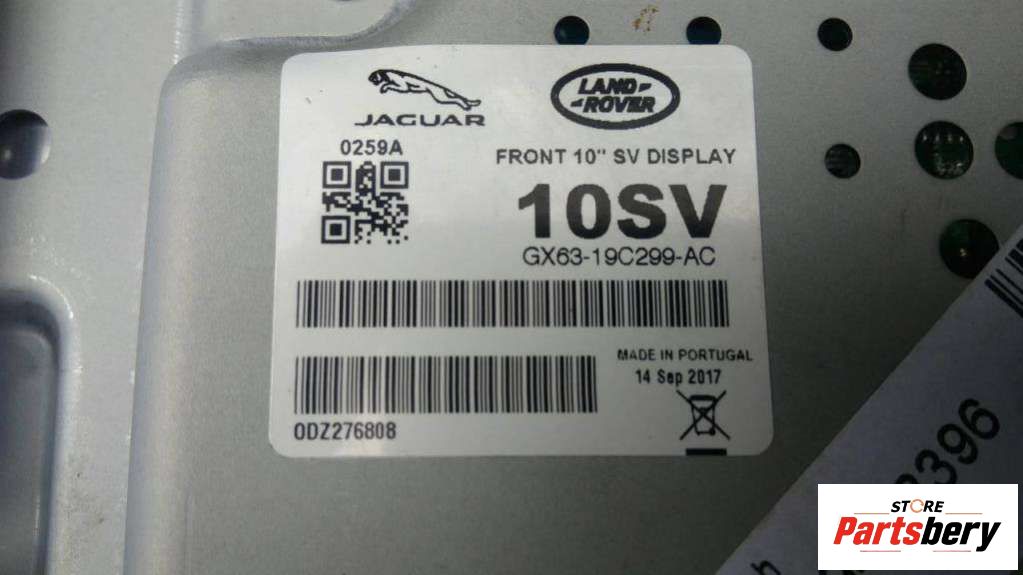 JAGUAR
LAND
ROVER
0259A
FRONT 10" SV DISPLAY
10SV
GX63-19C299-AC
MADE IN PORTUGAL
14 Sep 2017
0DZ276808
STORE
Partsbery